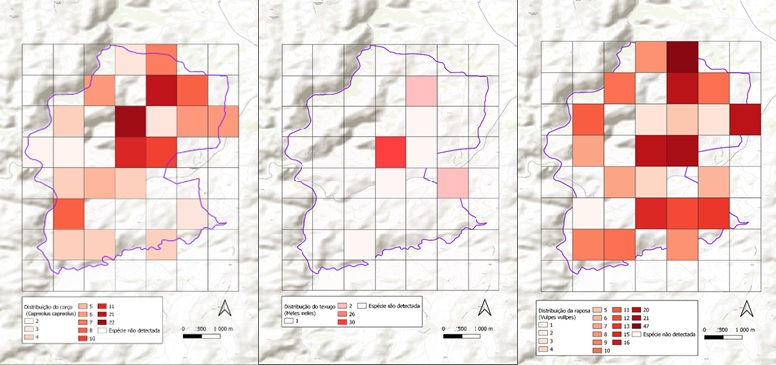 Distribuição do corço
(Capreolus capreolus)
2
3
4
5
6
7
8
10
11
21
22
Espécie não detectada
0 500 1 000 m
Distribuição do texugo
(Meles meles)
1
2
26
30
Espécie não detectada
0 500 1 000 m
Distribuição da raposa
(Vulpes vulpes)
1
2
3
4
5
6
7
9
10
11
12
13
15
16
20
21
47
Espécie não detectada
0 500 1 000 m